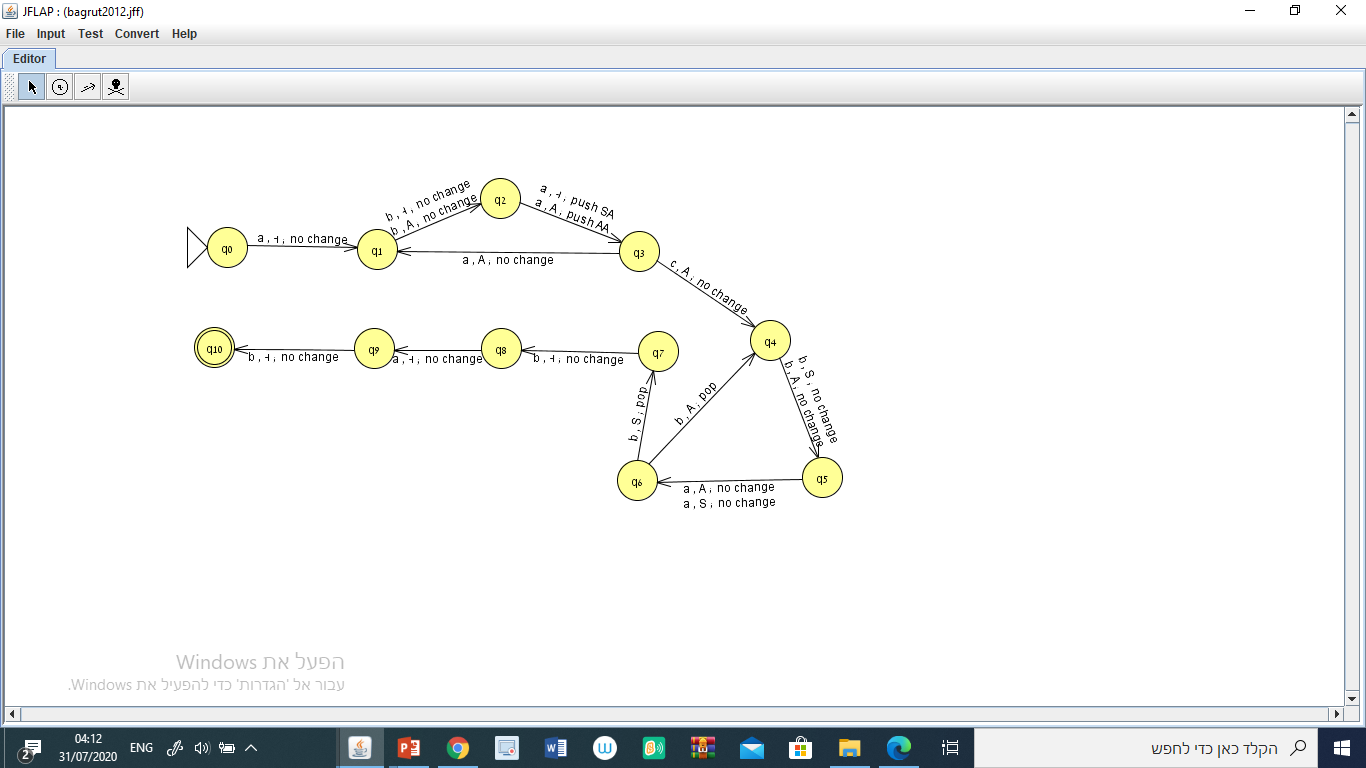 JFLAP : (bagrut2012.jff)
File Input Test Convert Help
Editor
q0
a , ⊣ ; no change
q1
b , ⊣ ; no change
b , A ; no change
q2
a , ⊣ ; push SA
a , A ; push AA
q3
a , A ; no change
c , A ; no change
q4
b , S ; no change
b , A ; no change
q5
a , A ; no change
a , S ; no change
q6
b , A ; pop
b , S ; pop
q7
b , ⊣ ; no change
q8
a , ⊣ ; no change
q9
b , ⊣ ; no change
q10
הפעל את Windows
עבור אל 'הגדרות' כדי להפעיל את Windows.
2
04:12
31/07/2020
ENG
הקלד כאן כדי לחפש